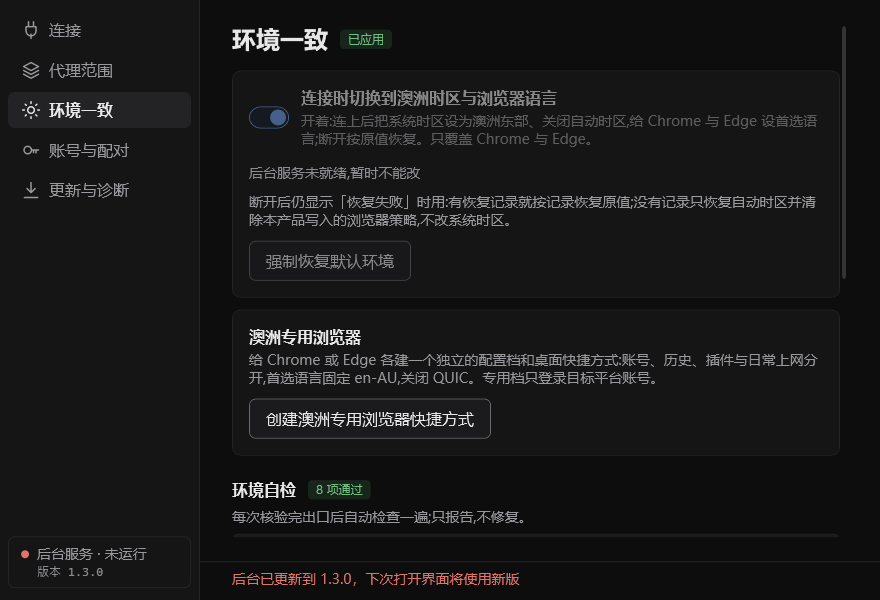 连接
代理范围
环境一致
账号与配对
更新与诊断
后台服务 · 未运行
版本 1.3.0
环境一致 已应用
连接时切换到澳洲时区与浏览器语言
开着:连上后把系统时区设为澳洲东部、关闭自动时区,给 Chrome 与 Edge 设首选语
言;断开按原值恢复。只覆盖 Chrome 与 Edge。
后台服务未就绪,暂时不能改
断开后仍显示「恢复失败」时用:有恢复记录就按记录恢复原值;没有记录只恢复自动时区并清
除本产品写入的浏览器策略,不改系统时区。
强制恢复默认环境
澳洲专用浏览器
给 Chrome 或 Edge 各建一个独立的配置档和桌面快捷方式:账号、历史、插件与日常上网分
开,首选语言固定 en-AU,关闭 QUIC。专用档只登录目标平台账号。
创建澳洲专用浏览器快捷方式
环境自检 8 项通过
每次核验完出口后自动检查一遍;只报告,不修复。
后台已更新到 1.3.0，下次打开界面将使用新版